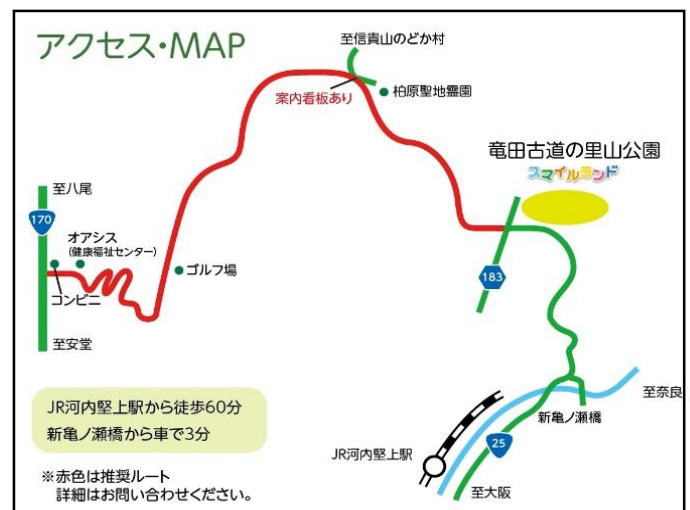 アクセス・MAP
至信貴山のどか村
案内看板あり
柏原聖地霊園
竜田古道の里山公園
スマイルランド
至八尾
170
オアシス
(健康福祉センター)
コンビニ
ゴルフ場
183
至安堂
至奈良
新亀ノ瀬橋
JR河内堅上駅
25
至大阪
JR河内堅上駅から徒歩60分
新亀ノ瀬橋から車で3分
※赤色は推奨ルート
詳細はお問い合わせください。